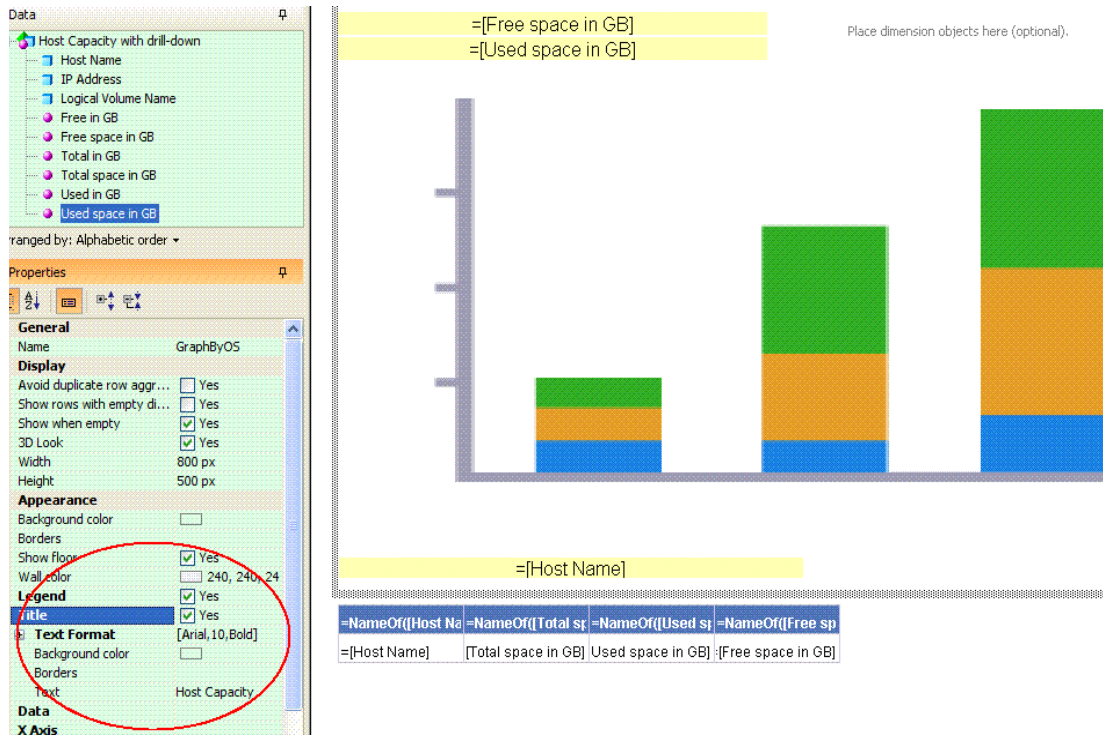 Data
Host Capacity with drill-down
Host Name
IP Address
Logical Volume Name
Free in GB
Free space in GB
Total in GB
Total space in GB
Used in GB
Used space in GB
rranged by: Alphabetic order
Properties
General
Name GraphByOS
Display
Avoid duplicate row aggr... Yes
Show rows with empty di... Yes
Show when empty Yes
3D Look Yes
Width 800 px
Height 500 px
Appearance
Background color
Borders
Show floor Yes
Wall color 240, 240, 24
Legend Yes
Title Yes
Text Format [Arial,10,Bold]
Background color
Borders
Text Host Capacity
Data
X Axis
=[Free space in GB]
=[Used space in GB]
Place dimension objects here (optional).
=[Host Name]
=NameOf([Host Na =NameOf([Total sp =NameOf([Used sp =NameOf([Free sp
=[Host Name] [Total space in GB] Used space in GB] =[Free space in GB]